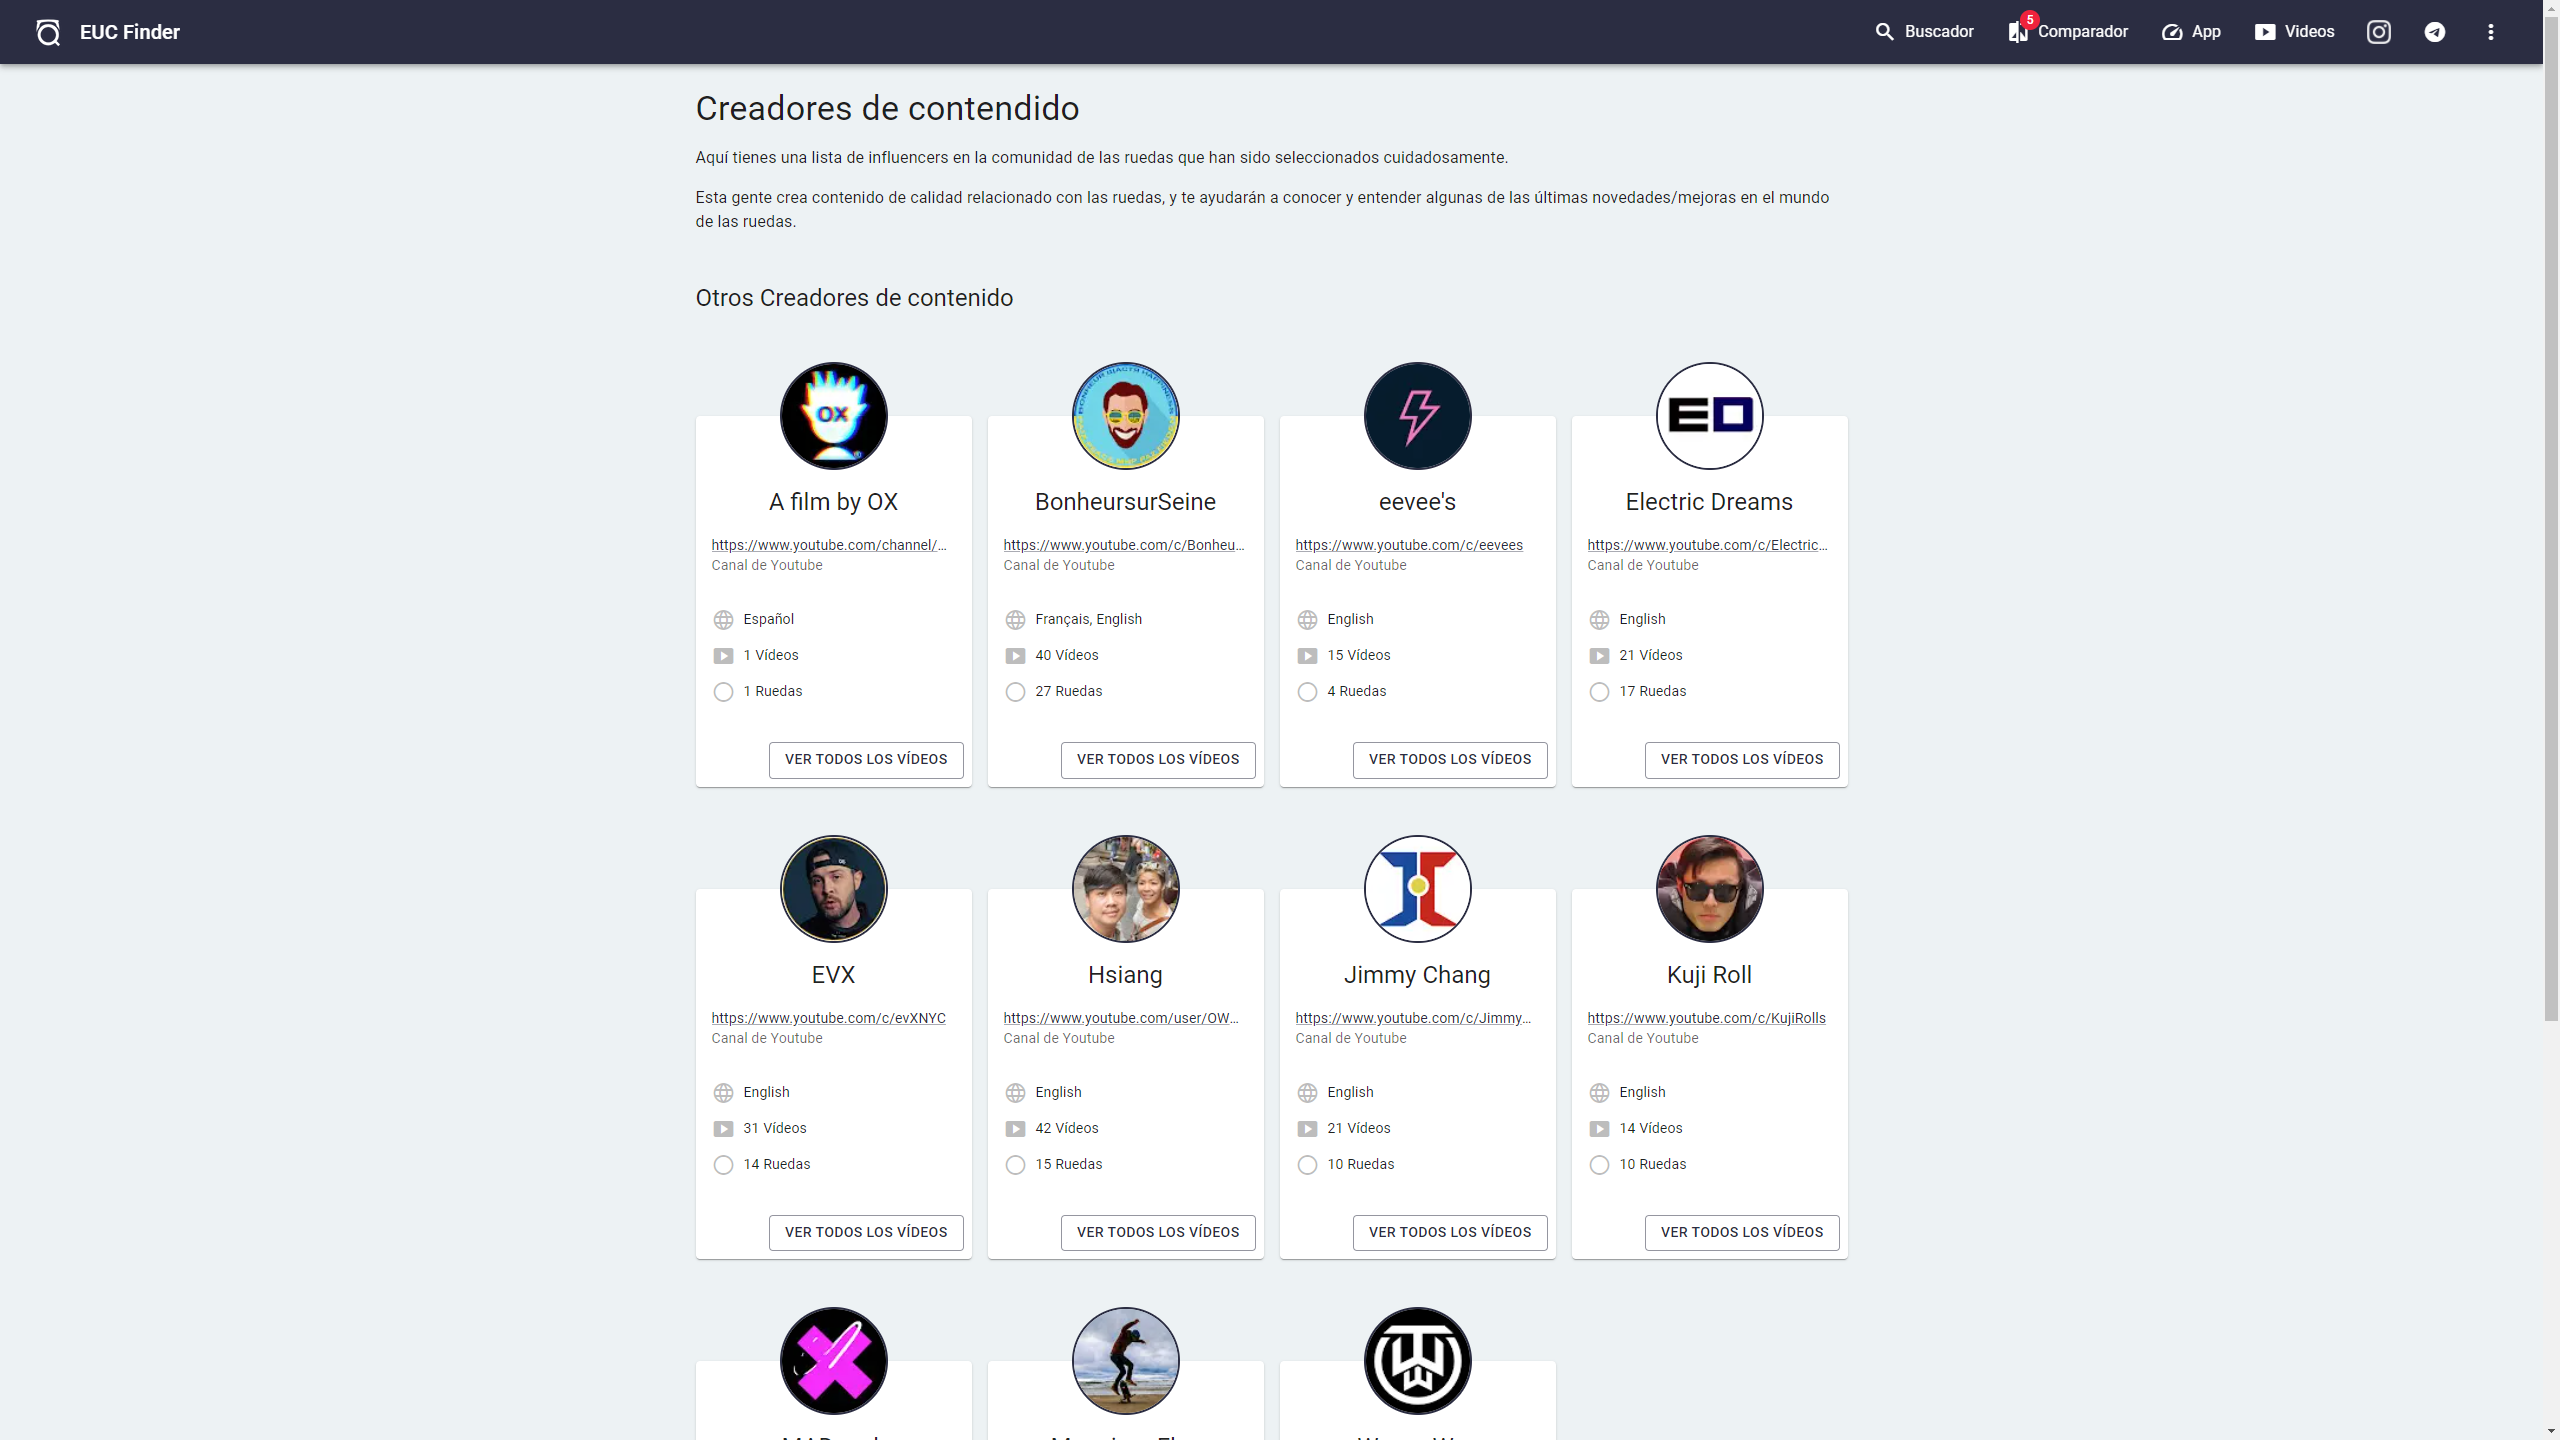 EUC Finder
Buscador
5
Comparador
App
Videos
Creadores de contendido
Aquí tienes una lista de influencers en la comunidad de las ruedas que han sido seleccionados cuidadosamente.
Esta gente crea contenido de calidad relacionado con las ruedas, y te ayudarán a conocer y entender algunas de las últimas novedades/mejoras en el mundo
de las ruedas.
Otros Creadores de contenido
OX
A film by OX
https://www.youtube.com/channel/...
Canal de Youtube
Español
1 Vídeos
1 Ruedas
VER TODOS LOS VÍDEOS
BonheursurSeine
https://www.youtube.com/c/Bonheu...
Canal de Youtube
Français, English
40 Vídeos
27 Ruedas
VER TODOS LOS VÍDEOS
eevee's
https://www.youtube.com/c/eevees
Canal de Youtube
English
15 Vídeos
4 Ruedas
VER TODOS LOS VÍDEOS
ED
Electric Dreams
https://www.youtube.com/c/Electric...
Canal de Youtube
English
21 Vídeos
17 Ruedas
VER TODOS LOS VÍDEOS
EVX
https://www.youtube.com/c/evXNYC
Canal de Youtube
English
31 Vídeos
14 Ruedas
VER TODOS LOS VÍDEOS
Hsiang
https://www.youtube.com/user/OW...
Canal de Youtube
English
42 Vídeos
15 Ruedas
VER TODOS LOS VÍDEOS
Jimmy Chang
https://www.youtube.com/c/Jimmy...
Canal de Youtube
English
21 Vídeos
10 Ruedas
VER TODOS LOS VÍDEOS
Kuji Roll
https://www.youtube.com/c/KujiRolls
Canal de Youtube
English
14 Vídeos
10 Ruedas
VER TODOS LOS VÍDEOS